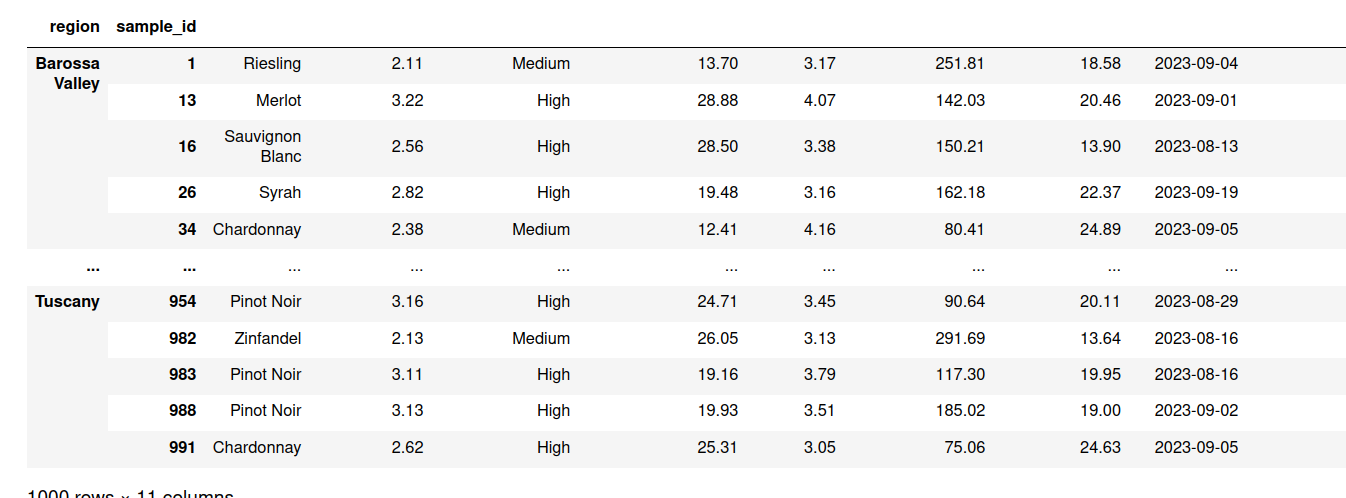 region sample_id
Barossa Valley 1 Riesling 2.11 Medium 13.70 3.17 251.81 18.58 2023-09-04
13 Merlot 3.22 High 28.88 4.07 142.03 20.46 2023-09-01
16 Sauvignon Blanc 2.56 High 28.50 3.38 150.21 13.90 2023-08-13
26 Syrah 2.82 High 19.48 3.16 162.18 22.37 2023-09-19
34 Chardonnay 2.38 Medium 12.41 4.16 80.41 24.89 2023-09-05
... ... ... ... ... ... ... ... ... ...
Tuscany 954 Pinot Noir 3.16 High 24.71 3.45 90.64 20.11 2023-08-29
982 Zinfandel 2.13 Medium 26.05 3.13 291.69 13.64 2023-08-16
983 Pinot Noir 3.11 High 19.16 3.79 117.30 19.95 2023-08-16
988 Pinot Noir 3.13 High 19.93 3.51 185.02 19.00 2023-09-02
991 Chardonnay 2.62 High 25.31 3.05 75.06 24.63 2023-09-05
1000 rows × 11 columns